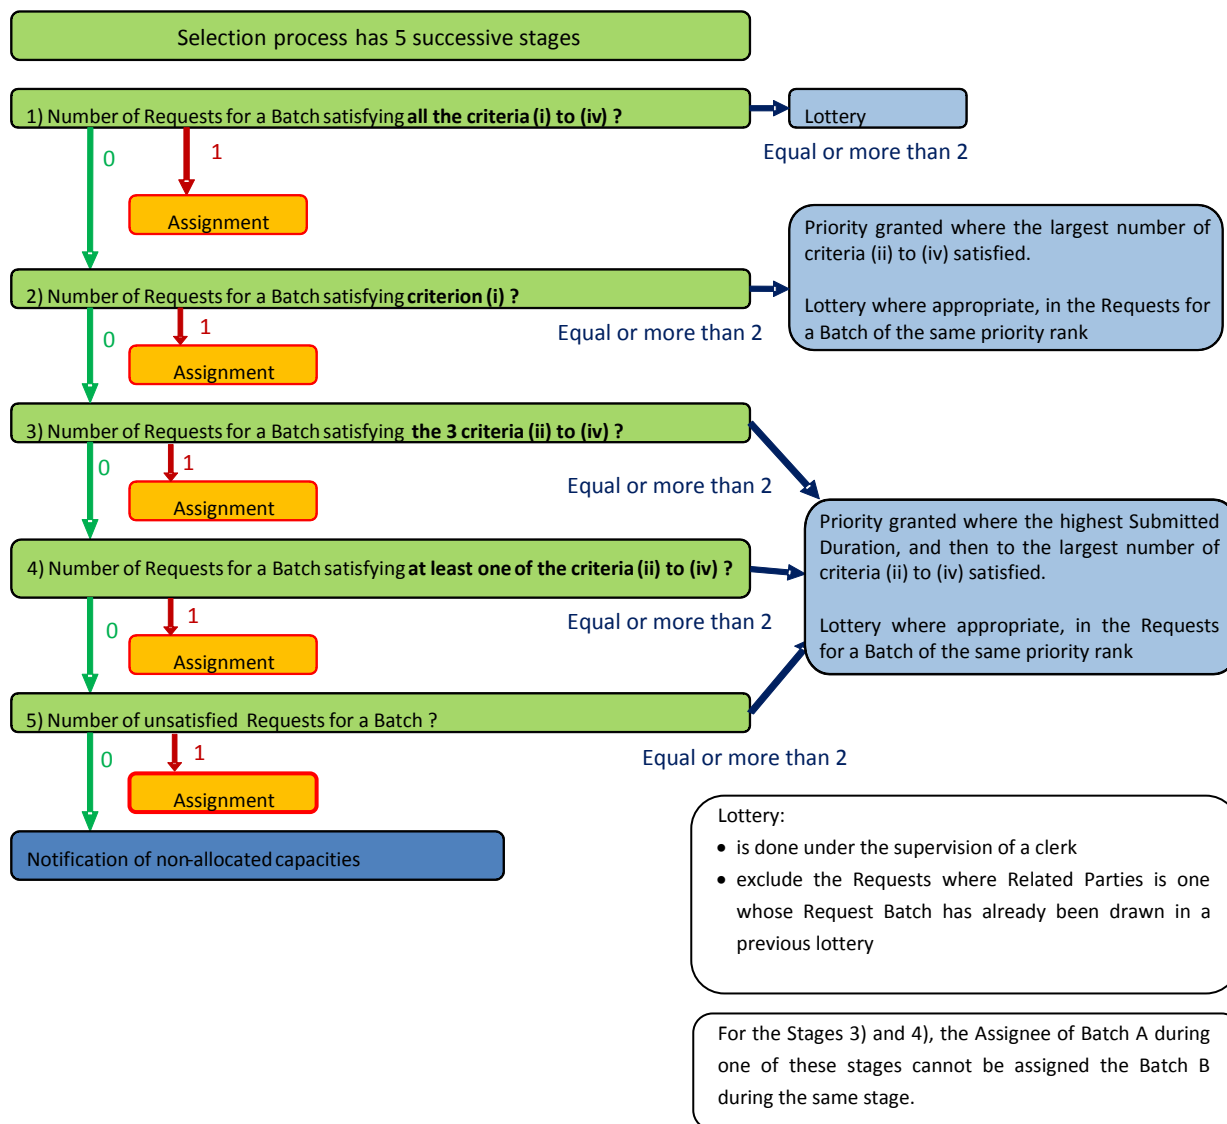 Selection process has 5 successive stages
1) Number of Requests for a Batch satisfying all the criteria (i) to (iv) ?
Lottery
0
1
Equal or more than 2
Assignment
Priority granted where the largest number of
criteria (ii) to (iv) satisfied.
Lottery where appropriate, in the Requests for
a Batch of the same priority rank
2) Number of Requests for a Batch satisfying criterion (i) ?
0
1
Equal or more than 2
Assignment
3) Number of Requests for a Batch satisfying the 3 criteria (ii) to (iv) ?
0
1
Equal or more than 2
Assignment
Priority granted where the highest Submitted
Duration, and then to the largest number of
criteria (ii) to (iv) satisfied.
Lottery where appropriate, in the Requests
for a Batch of the same priority rank
4) Number of Requests for a Batch satisfying at least one of the criteria (ii) to (iv) ?
0
1
Equal or more than 2
Assignment
5) Number of unsatisfied Requests for a Batch ?
0
1
Equal or more than 2
Assignment
Notification of non-allocated capacities
Lottery:
• is done under the supervision of a clerk
• exclude the Requests where Related Parties is one
whose Request Batch has already been drawn in a
previous lottery
For the Stages 3) and 4), the Assignee of Batch A during
one of these stages cannot be assigned the Batch B
during the same stage.